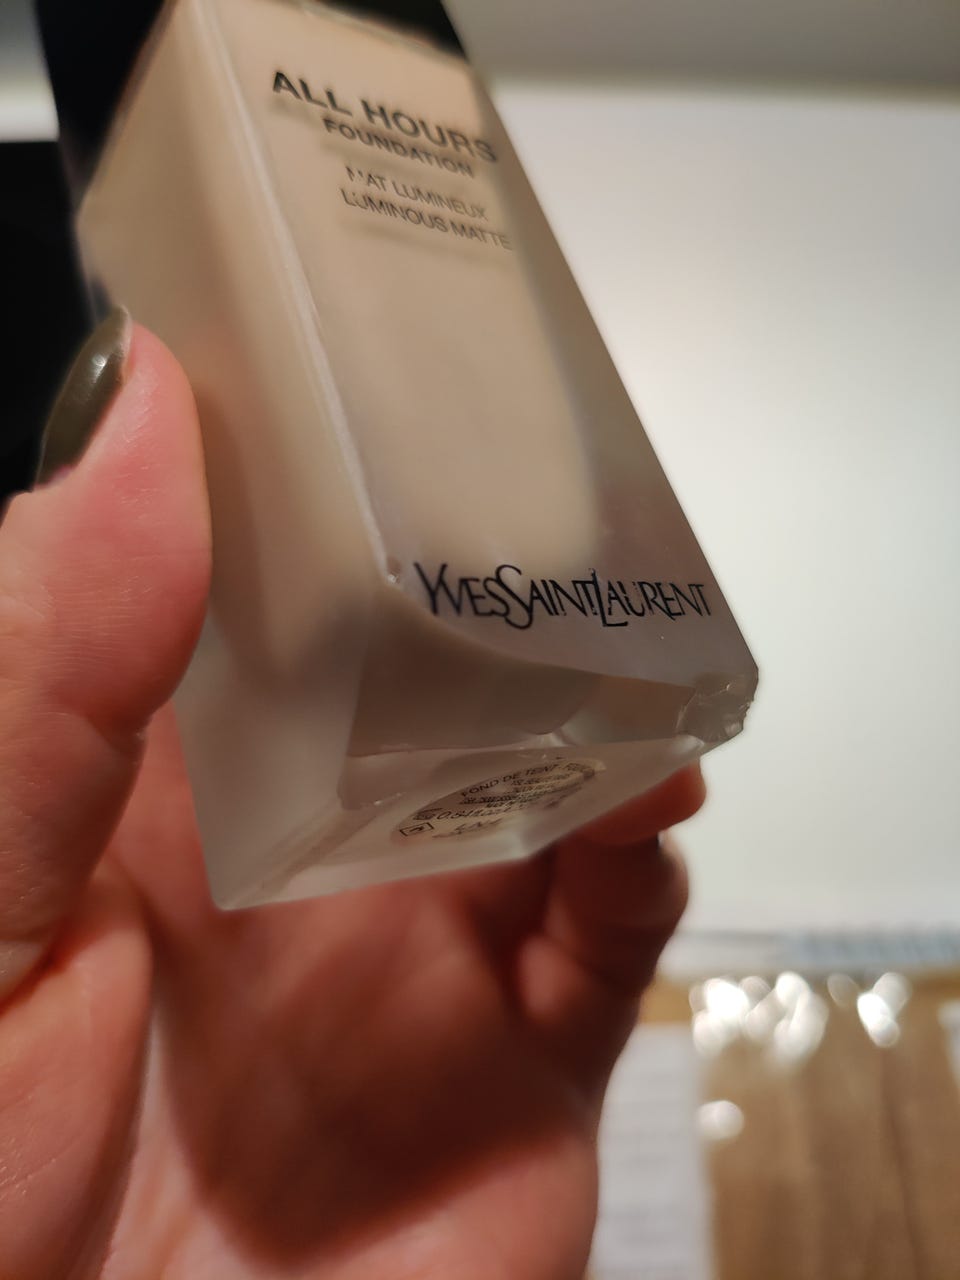 ALL HOURS
FOUNDATION
MAT LUMINEUX
LUMINOUS MATTE
YVESSAINTLAURENT
FOND DE TEINT